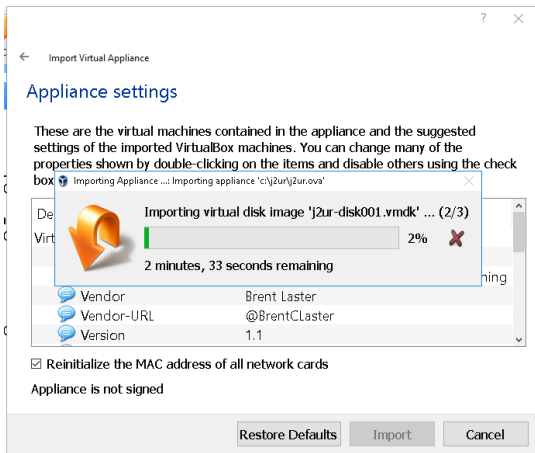 ?
Import Virtual Appliance
Appliance settings
These are the virtual machines contained in the appliance and the suggested
settings of the imported VirtualBox machines. You can change many of the
properties shown by double-clicking on the items and disable others using the check
box
Importing Appliance ...: Importing appliance 'c:\j2ur\j2ur.ova'
Importing virtual disk image 'j2ur-disk001.vmdk' ... (2/3)
2%
2 minutes, 33 seconds remaining
De
Virt
ning
Vendor Brent Laster
Vendor-URL @BrentCLaster
Version 1.1
Reinitialize the MAC address of all network cards
Appliance is not signed
Restore Defaults Import Cancel